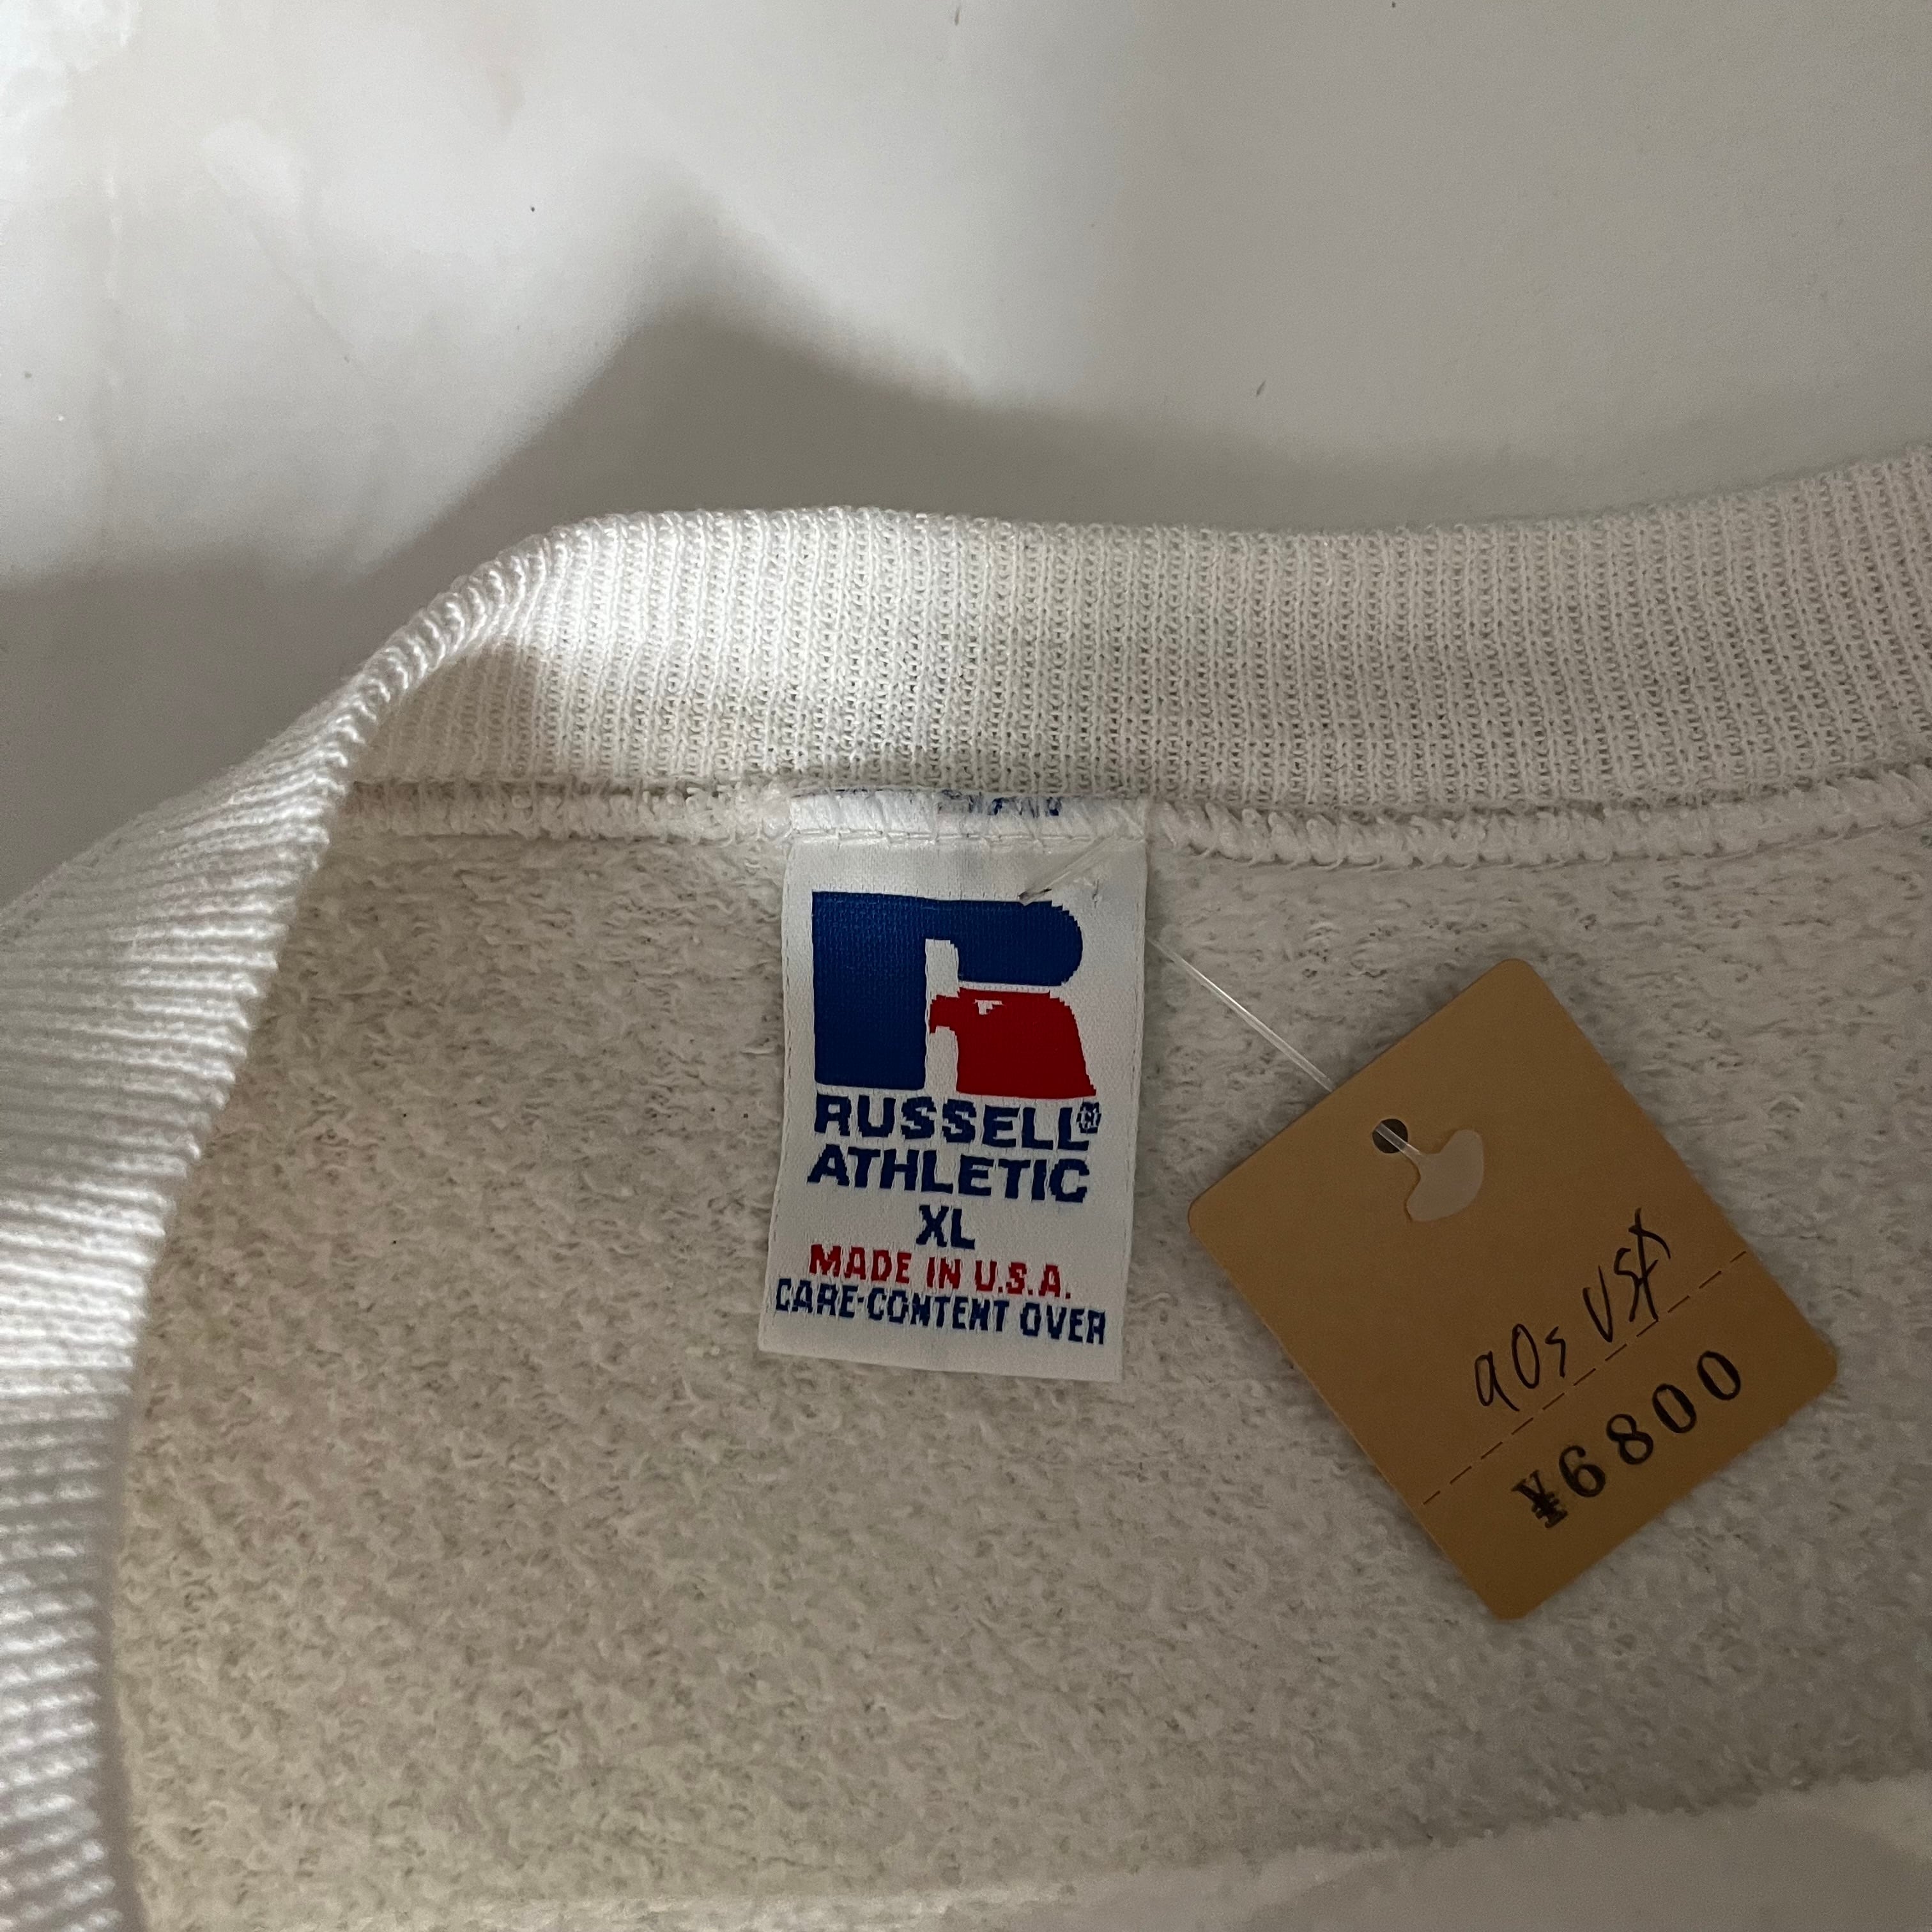 RUSSELL®
ATHLETIC
XL
MADE IN U.S.A.
CARE-CONTENT OVER
90s USA
¥6800